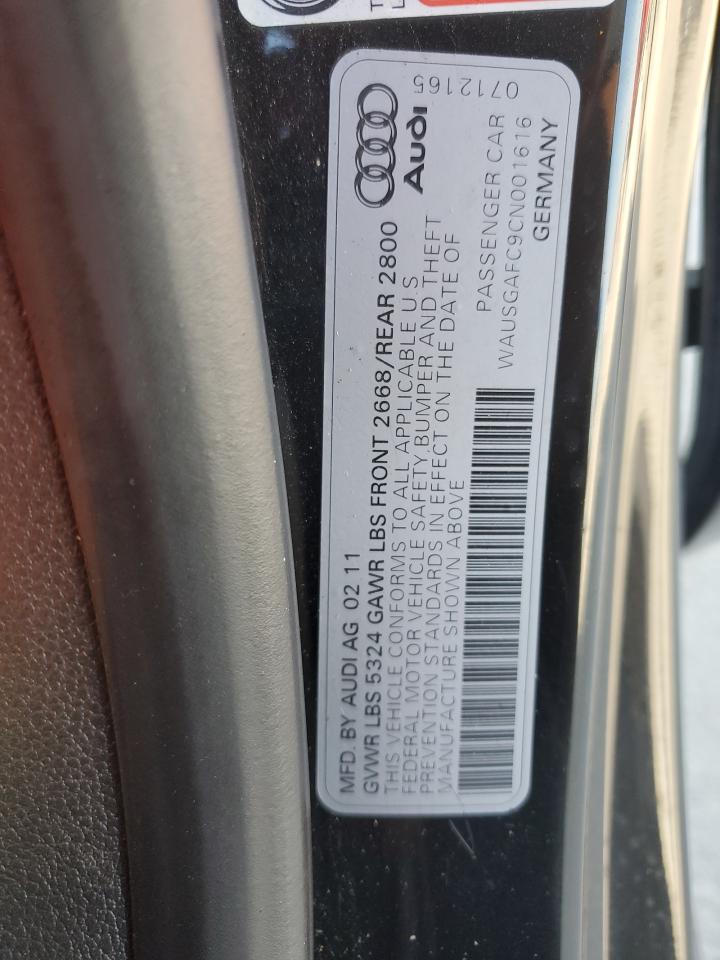 MFD. BY AUDI AG 02 11
GVWR LBS 5324 GAWR LBS FRONT 2668/REAR 2800
THIS VEHICLE CONFORMS TO ALL APPLICABLE U.S
FEDERAL MOTOR VEHICLE SAFETY, BUMPER AND THEFT
PREVENTION STANDARDS IN EFFECT ON THE DATE OF
MANUFACTURE SHOWN ABOVE
Audi
0712165
PASSENGER CAR
WAUSGAFC9CN001616
GERMANY